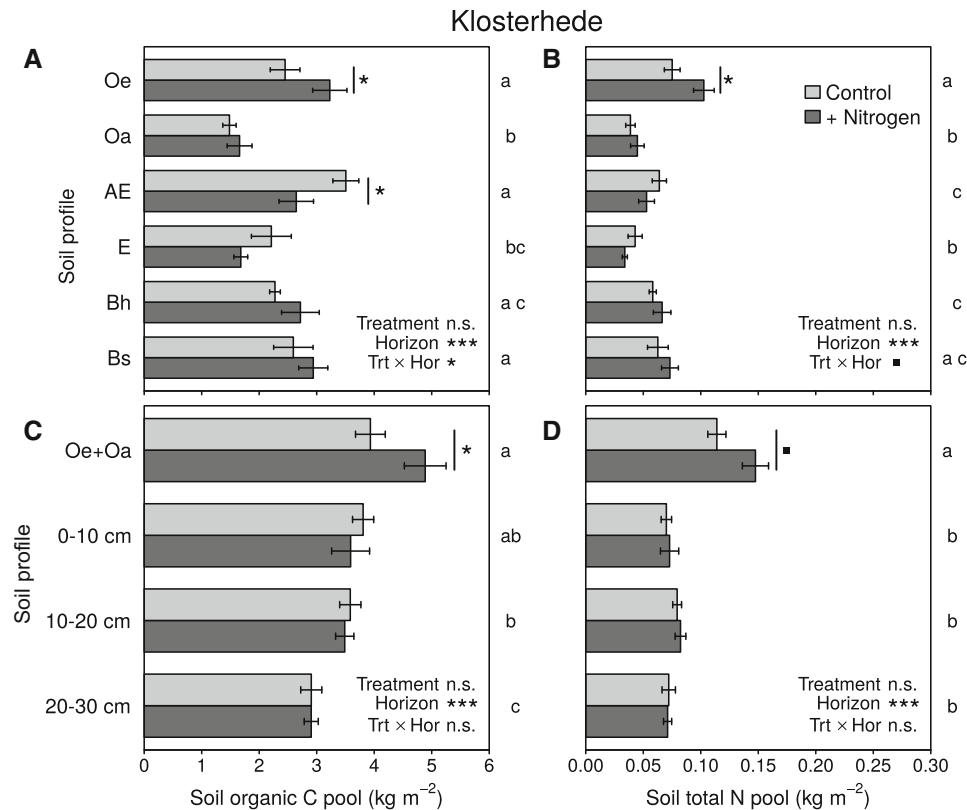 Klosterhede
A
B
Oe
a
a
*
*
Control
+ Nitrogen
Oa
b
b
AE
a
c
*
E
bc
b
Bh
a c
c
Bs
a
a c
Soil profile
Treatment n.s.
Horizon ***
Trt × Hor *
Treatment n.s.
Horizon ***
Trt × Hor ▪
C
D
Oe+Oa
*
a
▪
a
0-10 cm
ab
b
10-20 cm
b
b
20-30 cm
c
b
Soil profile
Treatment n.s.
Horizon ***
Trt × Hor n.s.
Treatment n.s.
Horizon ***
Trt × Hor n.s.
0 1 2 3 4 5 6
0.00 0.05 0.10 0.15 0.20 0.25 0.30
Soil organic C pool (kg m⁻²)
Soil total N pool (kg m⁻²)